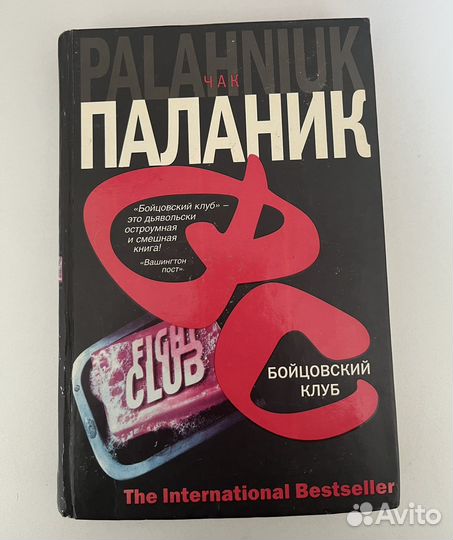 PALAHNIUK
ЧАК
ПАЛАНИК
ФС
«Бойцовский клуб» –
это дьявольски
остроумная
и смешная
книга!
«Вашингтон
пост»
FIGHT
CLUB
БОЙЦОВСКИЙ
КЛУБ
The International Bestseller
Avito